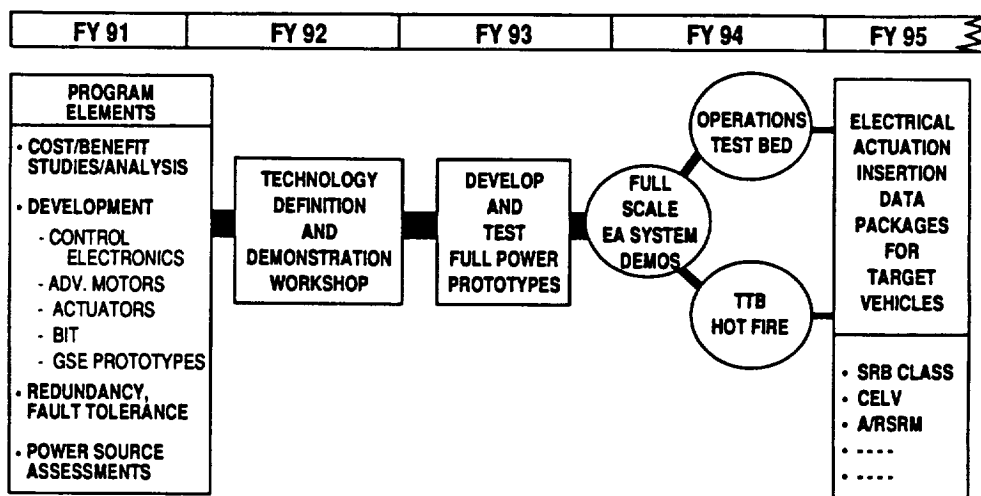 FY 91
FY 92
FY 93
FY 94
FY 95
PROGRAM
ELEMENTS
• COST/BENEFIT
STUDIES/ANALYSIS
• DEVELOPMENT
- CONTROL
ELECTRONICS
- ADV. MOTORS
- ACTUATORS
- BIT
- GSE PROTOTYPES
• REDUNDANCY,
FAULT TOLERANCE
• POWER SOURCE
ASSESSMENTS
TECHNOLOGY
DEFINITION
AND
DEMONSTRATION
WORKSHOP
DEVELOP
AND
TEST
FULL POWER
PROTOTYPES
FULL
SCALE
EA SYSTEM
DEMOS
OPERATIONS
TEST BED
TTB
HOT FIRE
ELECTRICAL
ACTUATION
INSERTION
DATA
PACKAGES
FOR
TARGET
VEHICLES
• SRB CLASS
• CELV
• A/RSRM
• ----
• ----